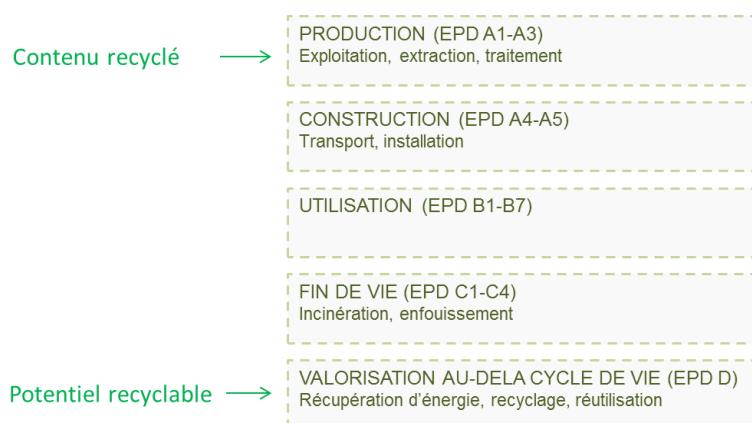 Contenu recyclé
PRODUCTION (EPD A1-A3)
Exploitation, extraction, traitement
CONSTRUCTION (EPD A4-A5)
Transport, installation
UTILISATION (EPD B1-B7)
FIN DE VIE (EPD C1-C4)
Incinération, enfouissement
Potentiel recyclable
VALORISATION AU-DELA CYCLE DE VIE (EPD D)
Récupération d'énergie, recyclage, réutilisation